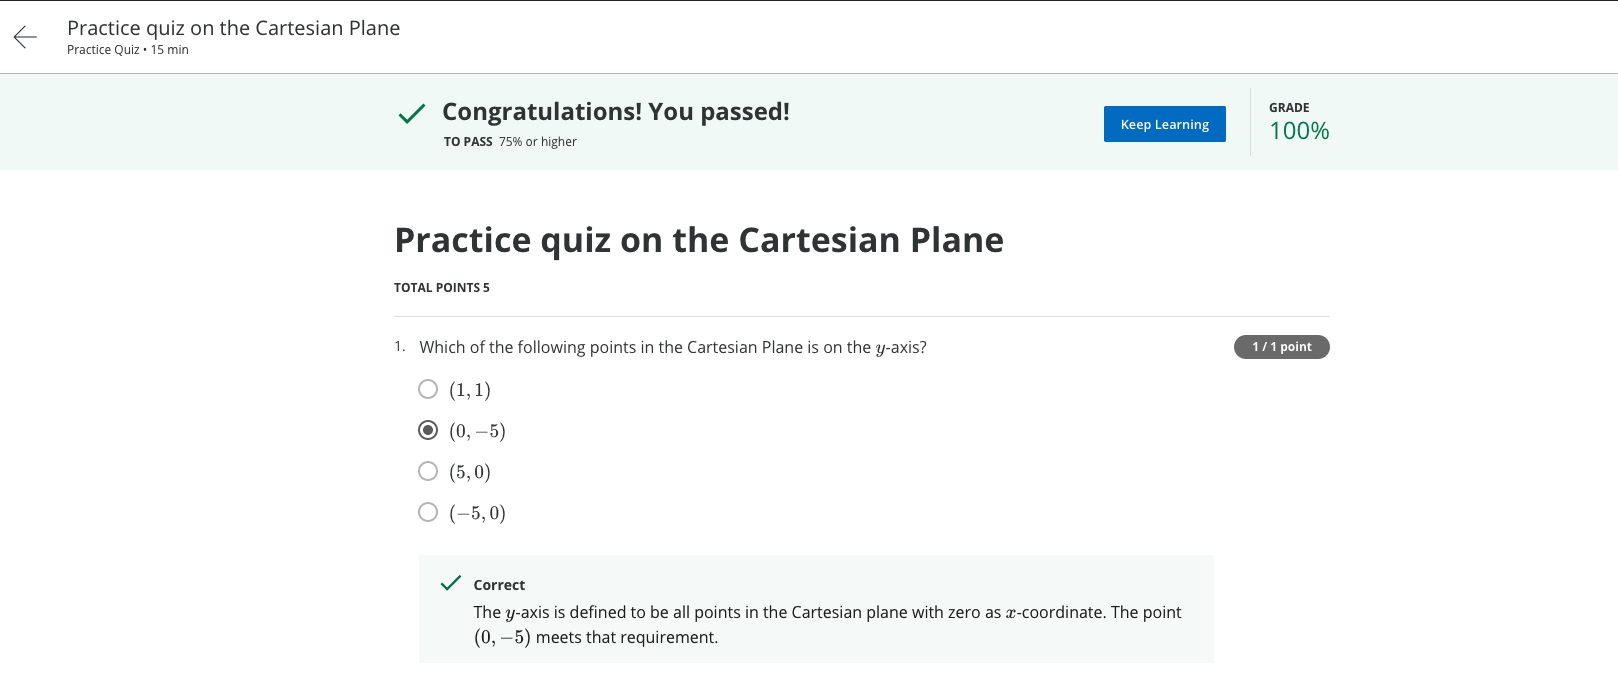 Practice quiz on the Cartesian Plane
Practice Quiz • 15 min
Congratulations! You passed!
TO PASS 75% or higher
Keep Learning
GRADE
100%
Practice quiz on the Cartesian Plane
TOTAL POINTS 5
1. Which of the following points in the Cartesian Plane is on the y-axis?
1 / 1 point
(1, 1)
(0, −5)
(5, 0)
(−5, 0)
Correct
The y-axis is defined to be all points in the Cartesian plane with zero as x-coordinate. The point
(0, −5) meets that requirement.